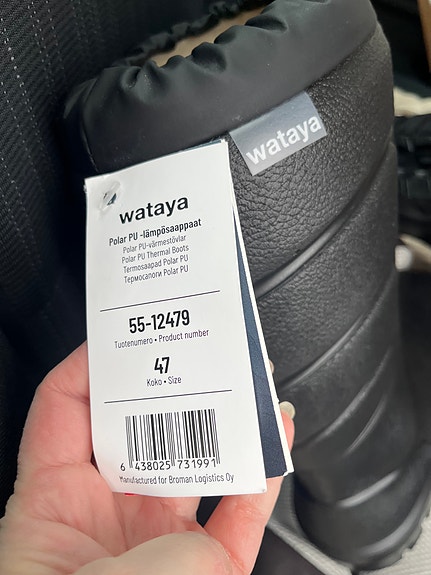 wataya
wataya
Polar PU -lämpösaappaat
Polar PU-värmestövlar
Polar PU Thermal Boots
Termosaapad Polar PU
Термосапоги Polar PU
55-12479
Tuotenumero • Product number
47
Koko • Size
6 438025 731991
Manufactured for Broman Logistics Oy